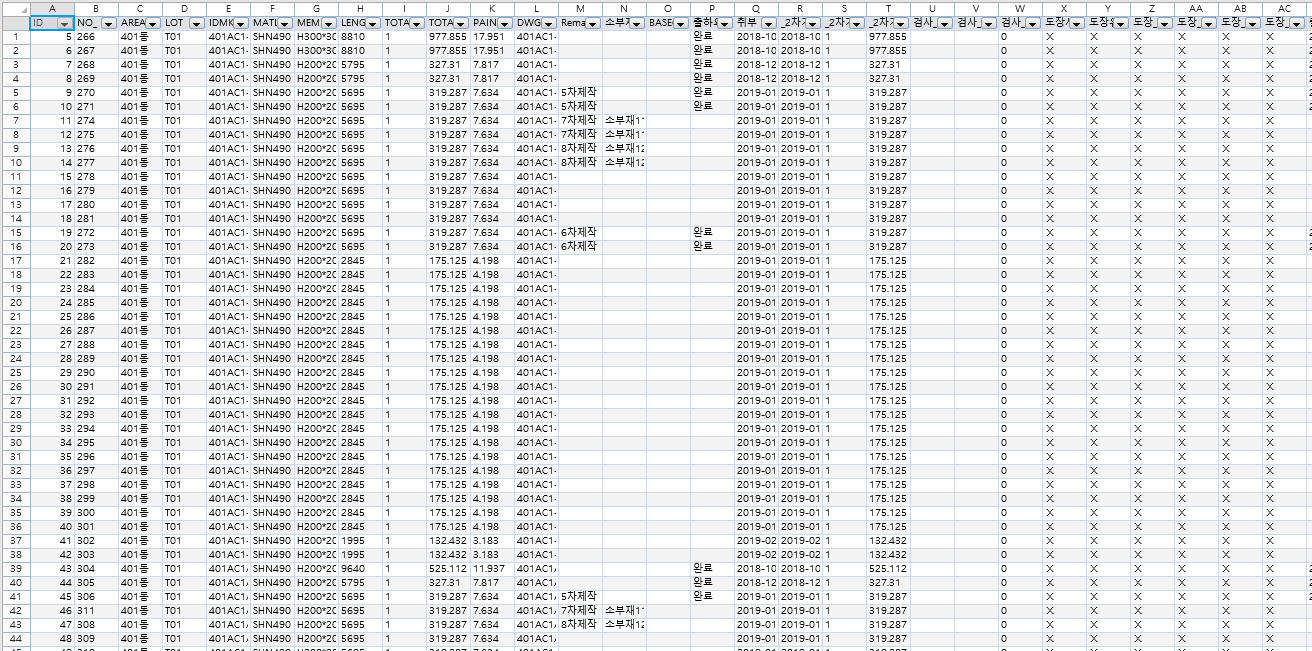 A B C D E F G H I J K L M N O P Q R S T U V W X Y Z AA AB AC
ID NO_ AREA LOT IDMK MATL MEM LENG TOTA TOTA PAIN DWG Rema 소부 BASE 출하 취부 _2차 _2차 _2차 검사_ 검사_ 검사_ 도장 도장 도장_ 도장_ 도장_ 도장_
1 5 266 401동 T01 401AC1- SHN490 H300*30 8810 1 977.855 17.951 401AC1- 완료 2018-10 2018-10 1 977.855 0 X X X X X X
2 6 267 401동 T01 401AC1- SHN490 H300*30 8810 1 977.855 17.951 401AC1- 완료 2018-10 2018-10 1 977.855 0 X X X X X X
3 7 268 401동 T01 401AC1- SHN490 H200*20 5795 1 327.31 7.817 401AC1- 완료 2018-12 2018-12 1 327.31 0 X X X X X X
4 8 269 401동 T01 401AC1- SHN490 H200*20 5795 1 327.31 7.817 401AC1- 완료 2018-12 2018-12 1 327.31 0 X X X X X X
5 9 270 401동 T01 401AC1- SHN490 H200*20 5695 1 319.287 7.634 401AC1- 5차제작 완료 2019-01 2019-01 1 319.287 0 X X X X X X
6 10 271 401동 T01 401AC1- SHN490 H200*20 5695 1 319.287 7.634 401AC1- 5차제작 완료 2019-01 2019-01 1 319.287 0 X X X X X X
7 11 274 401동 T01 401AC1- SHN490 H200*20 5695 1 319.287 7.634 401AC1- 7차제작 소부재11 2019-01 2019-01 1 319.287 0 X X X X X X
8 12 275 401동 T01 401AC1- SHN490 H200*20 5695 1 319.287 7.634 401AC1- 7차제작 소부재11 2019-01 2019-01 1 319.287 0 X X X X X X
9 13 276 401동 T01 401AC1- SHN490 H200*20 5695 1 319.287 7.634 401AC1- 8차제작 소부재12 2019-01 2019-01 1 319.287 0 X X X X X X
10 14 277 401동 T01 401AC1- SHN490 H200*20 5695 1 319.287 7.634 401AC1- 8차제작 소부재12 2019-01 2019-01 1 319.287 0 X X X X X X
11 15 278 401동 T01 401AC1- SHN490 H200*20 5695 1 319.287 7.634 401AC1- 2019-01 2019-01 1 319.287 0 X X X X X X
12 16 279 401동 T01 401AC1- SHN490 H200*20 5695 1 319.287 7.634 401AC1- 2019-01 2019-01 1 319.287 0 X X X X X X
13 17 280 401동 T01 401AC1- SHN490 H200*20 5695 1 319.287 7.634 401AC1- 2019-01 2019-01 1 319.287 0 X X X X X X
14 18 281 401동 T01 401AC1- SHN490 H200*20 5695 1 319.287 7.634 401AC1- 2019-01 2019-01 1 319.287 0 X X X X X X
15 19 272 401동 T01 401AC1- SHN490 H200*20 5695 1 319.287 7.634 401AC1- 6차제작 완료 2019-01 2019-01 1 319.287 0 X X X X X X
16 20 273 401동 T01 401AC1- SHN490 H200*20 5695 1 319.287 7.634 401AC1- 6차제작 완료 2019-01 2019-01 1 319.287 0 X X X X X X
17 21 282 401동 T01 401AC1- SHN490 H200*20 2845 1 175.125 4.198 401AC1- 2019-01 2019-01 1 175.125 0 X X X X X X
18 22 283 401동 T01 401AC1- SHN490 H200*20 2845 1 175.125 4.198 401AC1- 2019-01 2019-01 1 175.125 0 X X X X X X
19 23 284 401동 T01 401AC1- SHN490 H200*20 2845 1 175.125 4.198 401AC1- 2019-01 2019-01 1 175.125 0 X X X X X X
20 24 285 401동 T01 401AC1- SHN490 H200*20 2845 1 175.125 4.198 401AC1- 2019-01 2019-01 1 175.125 0 X X X X X X
21 25 286 401동 T01 401AC1- SHN490 H200*20 2845 1 175.125 4.198 401AC1- 2019-01 2019-01 1 175.125 0 X X X X X X
22 26 287 401동 T01 401AC1- SHN490 H200*20 2845 1 175.125 4.198 401AC1- 2019-01 2019-01 1 175.125 0 X X X X X X
23 27 288 401동 T01 401AC1- SHN490 H200*20 2845 1 175.125 4.198 401AC1- 2019-01 2019-01 1 175.125 0 X X X X X X
24 28 289 401동 T01 401AC1- SHN490 H200*20 2845 1 175.125 4.198 401AC1- 2019-01 2019-01 1 175.125 0 X X X X X X
25 29 290 401동 T01 401AC1- SHN490 H200*20 2845 1 175.125 4.198 401AC1- 2019-01 2019-01 1 175.125 0 X X X X X X
26 30 291 401동 T01 401AC1- SHN490 H200*20 2845 1 175.125 4.198 401AC1- 2019-01 2019-01 1 175.125 0 X X X X X X
27 31 292 401동 T01 401AC1- SHN490 H200*20 2845 1 175.125 4.198 401AC1- 2019-01 2019-01 1 175.125 0 X X X X X X
28 32 293 401동 T01 401AC1- SHN490 H200*20 2845 1 175.125 4.198 401AC1- 2019-01 2019-01 1 175.125 0 X X X X X X
29 33 294 401동 T01 401AC1- SHN490 H200*20 2845 1 175.125 4.198 401AC1- 2019-01 2019-01 1 175.125 0 X X X X X X
30 34 295 401동 T01 401AC1- SHN490 H200*20 2845 1 175.125 4.198 401AC1- 2019-01 2019-01 1 175.125 0 X X X X X X
31 35 296 401동 T01 401AC1- SHN490 H200*20 2845 1 175.125 4.198 401AC1- 2019-01 2019-01 1 175.125 0 X X X X X X
32 36 297 401동 T01 401AC1- SHN490 H200*20 2845 1 175.125 4.198 401AC1- 2019-01 2019-01 1 175.125 0 X X X X X X
33 37 298 401동 T01 401AC1- SHN490 H200*20 2845 1 175.125 4.198 401AC1- 2019-01 2019-01 1 175.125 0 X X X X X X
34 38 299 401동 T01 401AC1- SHN490 H200*20 2845 1 175.125 4.198 401AC1- 2019-01 2019-01 1 175.125 0 X X X X X X
35 39 300 401동 T01 401AC1- SHN490 H200*20 2845 1 175.125 4.198 401AC1- 2019-01 2019-01 1 175.125 0 X X X X X X
36 40 301 401동 T01 401AC1- SHN490 H200*20 2845 1 175.125 4.198 401AC1- 2019-01 2019-01 1 175.125 0 X X X X X X
37 41 302 401동 T01 401AC1- SHN490 H200*20 1995 1 132.432 3.183 401AC1- 2019-02 2019-02 1 132.432 0 X X X X X X
38 42 303 401동 T01 401AC1- SHN490 H200*20 1995 1 132.432 3.183 401AC1- 2019-02 2019-02 1 132.432 0 X X X X X X
39 43 304 401동 T01 401AC1 SHN490 H200*20 9640 1 525.112 11.937 401AC1 완료 2018-10 2018-10 1 525.112 0 X X X X X X
40 44 305 401동 T01 401AC1 SHN490 H200*20 5795 1 327.31 7.817 401AC1 완료 2018-12 2018-12 1 327.31 0 X X X X X X
41 45 306 401동 T01 401AC1 SHN490 H200*20 5695 1 319.287 7.634 401AC1 5차제작 완료 2019-01 2019-01 1 319.287 0 X X X X X X
42 46 311 401동 T01 401AC1 SHN490 H200*20 5695 1 319.287 7.634 401AC1 7차제작 소부재11 2019-01 2019-01 1 319.287 0 X X X X X X
43 47 308 401동 T01 401AC1 SHN490 H200*20 5695 1 319.287 7.634 401AC1 8차제작 소부재12 2019-01 2019-01 1 319.287 0 X X X X X X
44 48 309 401동 T01 401AC1 SHN490 H200*20 5695 1 319.287 7.634 401AC1 2019-01 2019-01 1 319.287 0 X X X X X X